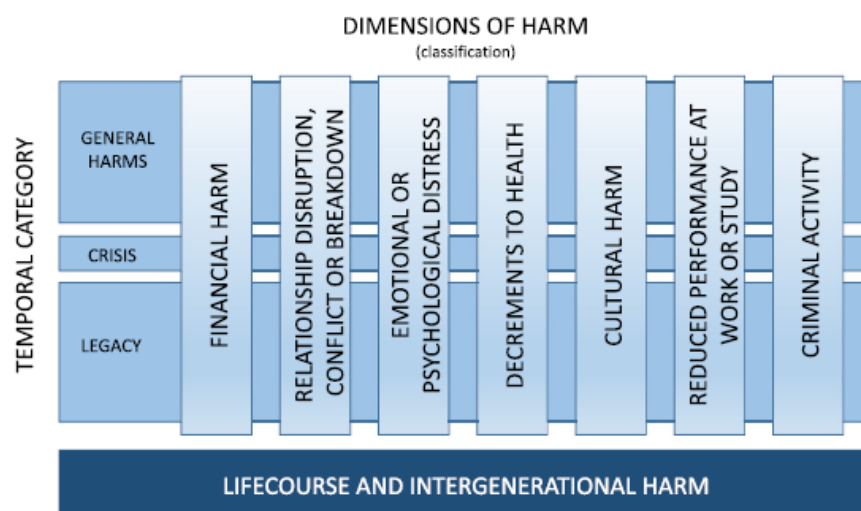 DIMENSIONS OF HARM
(classification)
TEMPORAL CATEGORY
GENERAL
HARMS
CRISIS
LEGACY
FINANCIAL HARM
RELATIONSHIP DISRUPTION,
CONFLICT OR BREAKDOWN
EMOTIONAL OR
PSYCHOLOGICAL DISTRESS
DECREMENTS TO HEALTH
CULTURAL HARM
REDUCED PERFORMANCE AT
WORK OR STUDY
CRIMINAL ACTIVITY
LIFECOURSE AND INTERGENERATIONAL HARM